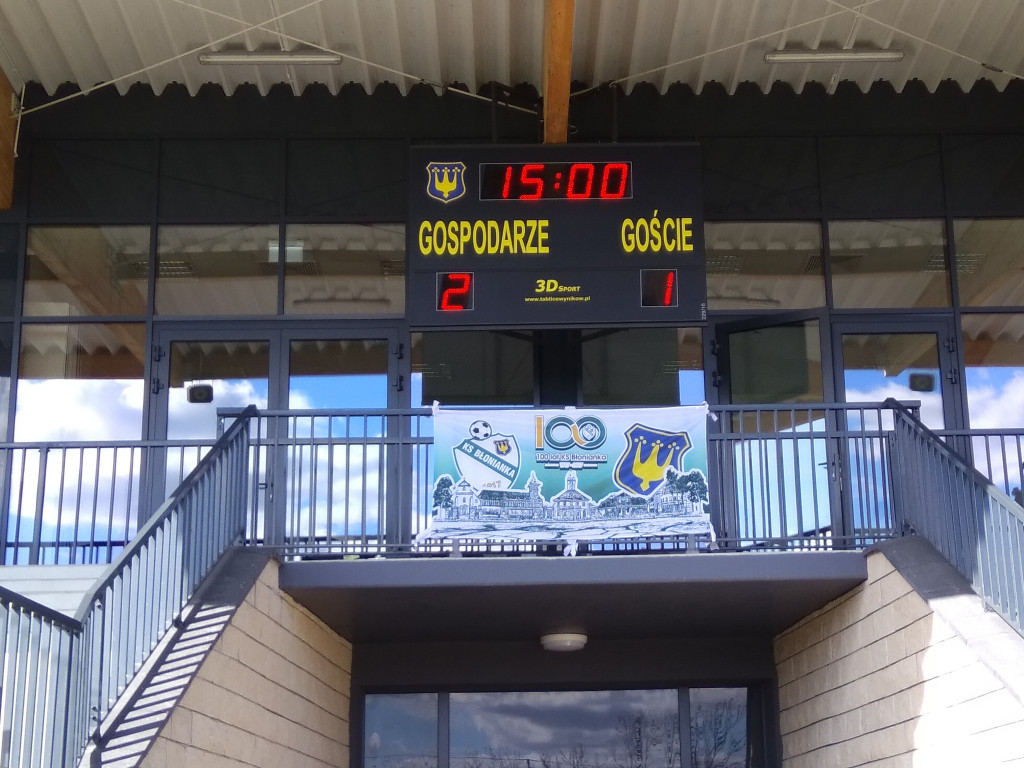 15:00
GOSPODARZE GOŚCIE
2 1
3D SPORT
www.tablicewynikow.pl
100
KS BŁONIANKA
100 lat KS Błonianka